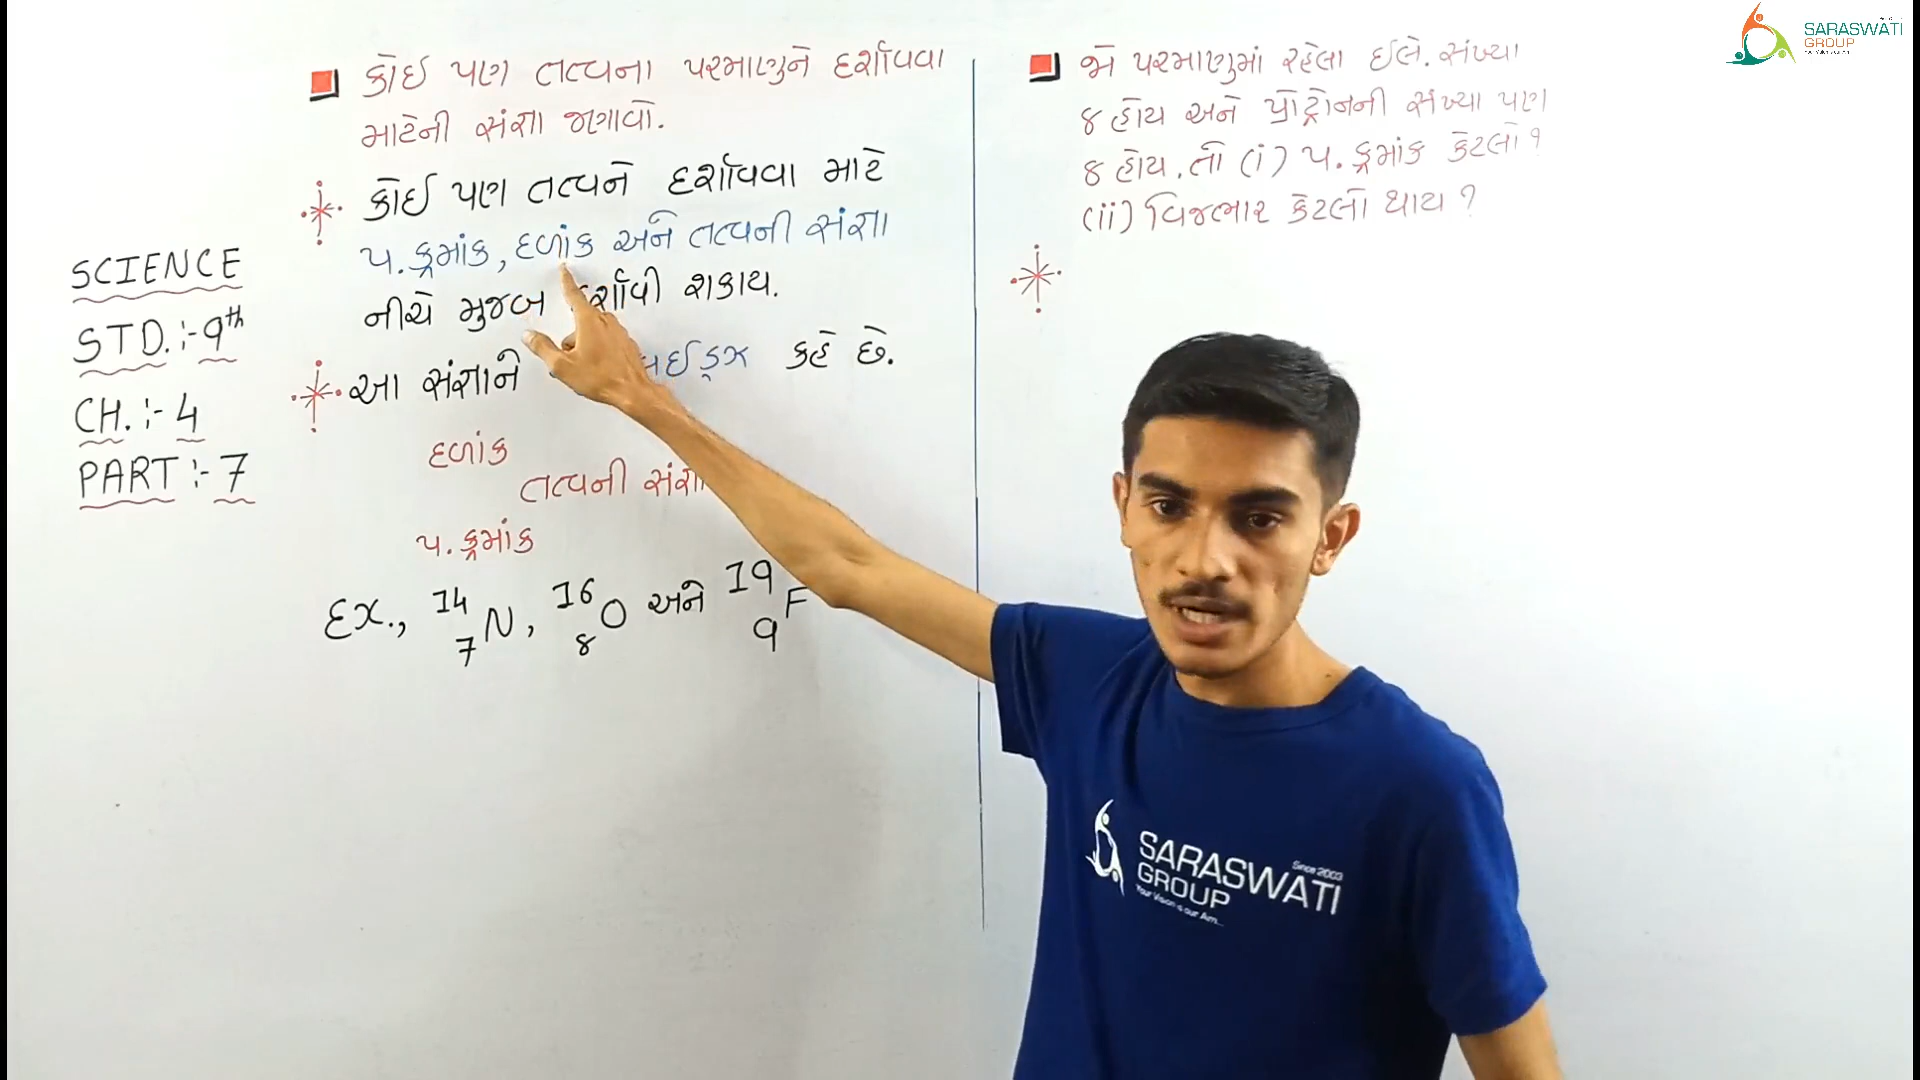 SCIENCE
STD. :- 9th
CH. :- 4
PART :- 7
કોઈ પણ તત્વના પરમાણુને દર્શાવવા
માટેની સંજ્ઞા જણાવો.
કોઈ પણ તત્વને દર્શાવવા માટે
પ. ક્રમાંક, દળાંક અને તત્વની સંજ્ઞા
નીચે મુજબ દર્શાવી શકાય.
આ સંજ્ઞાને કહે છે.
દળાંક
તત્વની સંજ્ઞા
પ. ક્રમાંક
Ex., 14 7 N, 16 8 O અને 19 9 F
જો પરમાણુમાં રહેલા ઈલે. સંખ્યા
8 હોય અને પ્રોટ્રોનની સંખ્યા પણ
8 હોય. તો (i) પ. ક્રમાંક કેટલો ?
(ii) વિજભાર કેટલો થાય ?
SARASWATI
GROUP
SARASWATI
GROUP
Since 2003